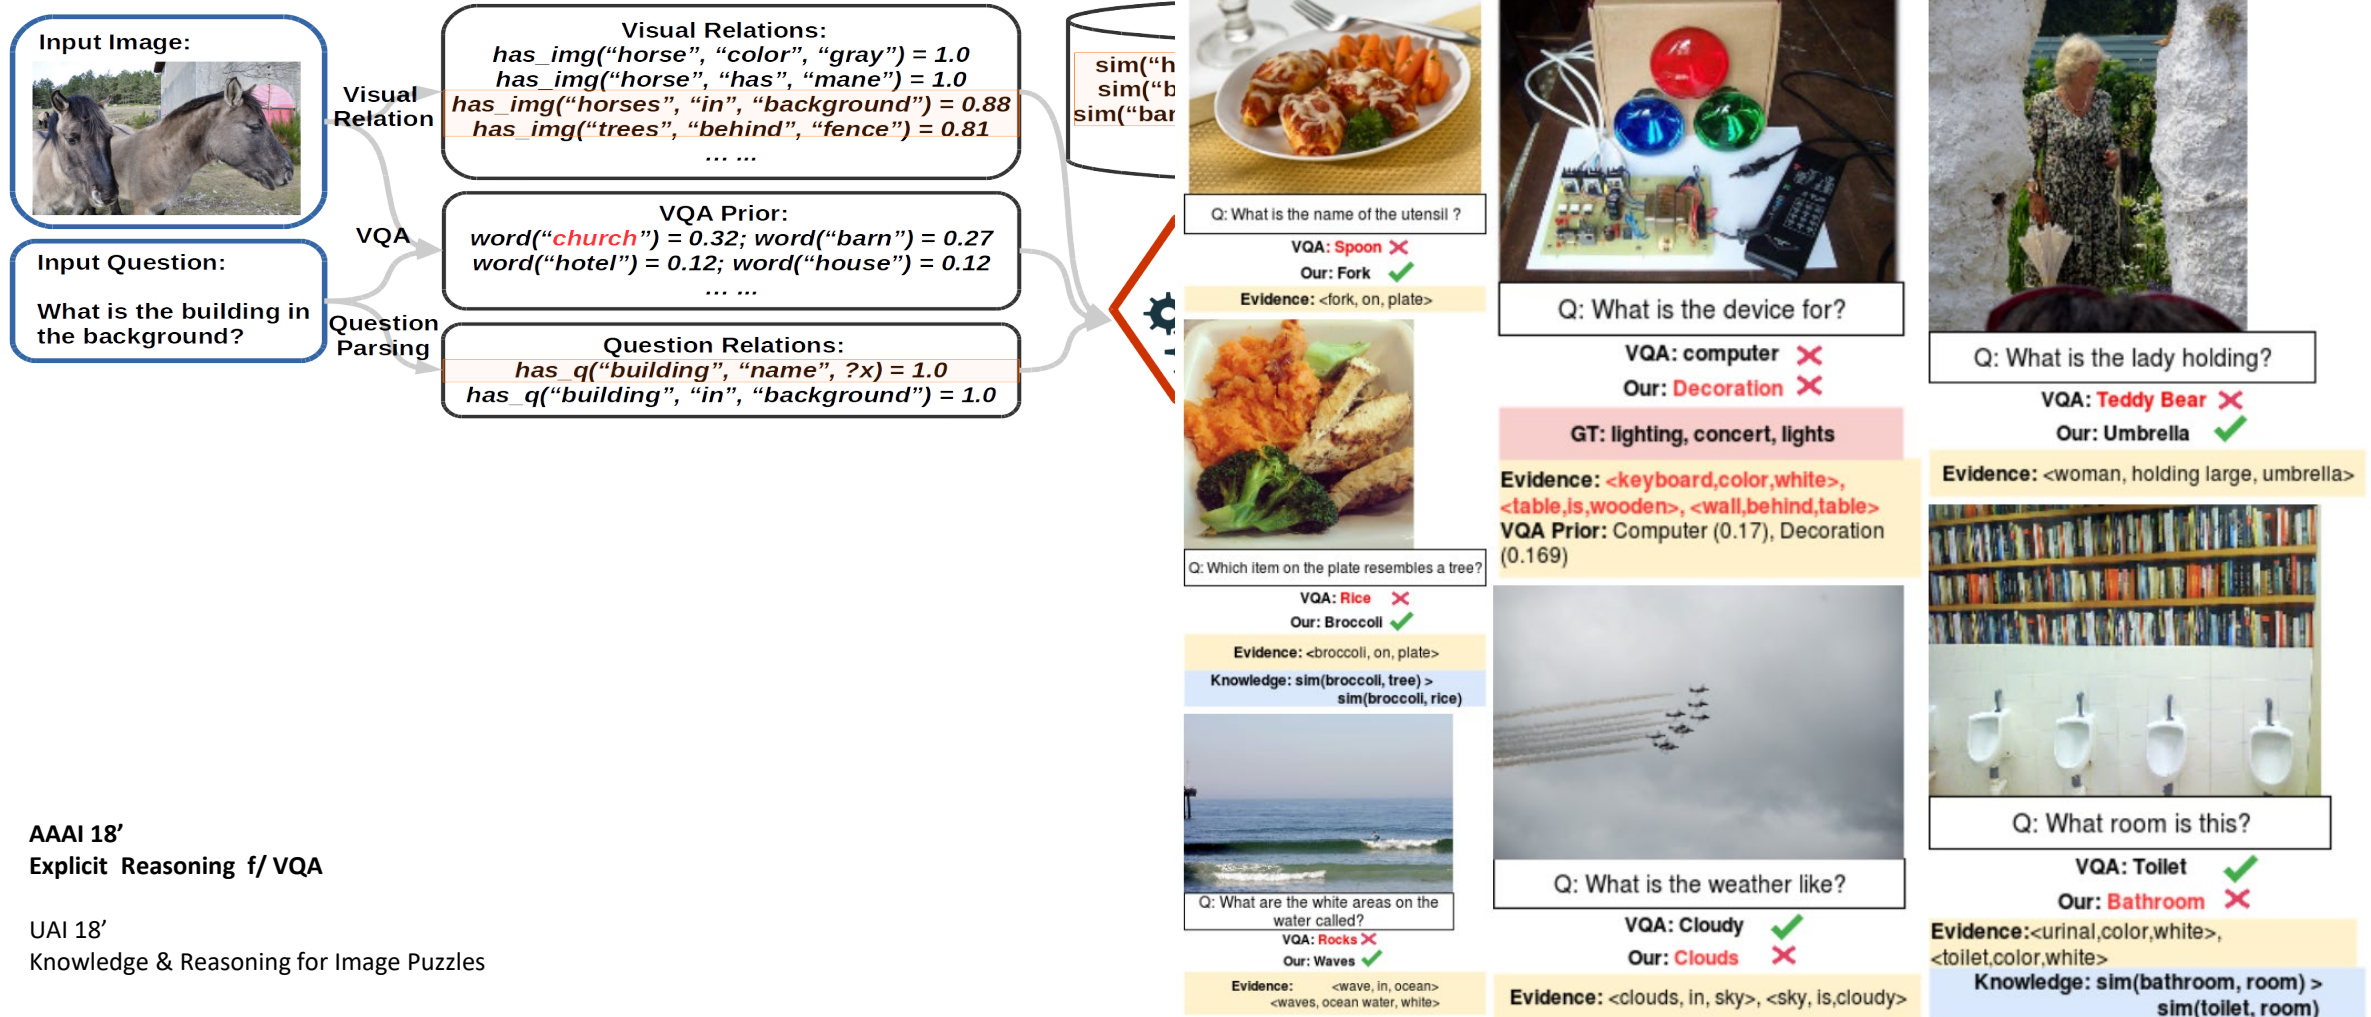 Input Image:
Input Question:
What is the building in
the background?
Visual
Relation
VQA
Question
Parsing
Visual Relations:
has_img(“horse”, “color”, “gray”) = 1.0
has_img(“horse”, “has”, “mane”) = 1.0
has_img(“horses”, “in”, “background”) = 0.88
has_img(“trees”, “behind”, “fence”) = 0.81
... ...
VQA Prior:
word(“church”) = 0.32; word(“barn”) = 0.27
word(“hotel”) = 0.12; word(“house”) = 0.12
... ...
Question Relations:
has_q(“building”, “name”, ?x) = 1.0
has_q(“building”, “in”, “background”) = 1.0
sim(“h
sim(“b
sim(“bar
AAAI 18’
Explicit Reasoning f/ VQA
UAI 18’
Knowledge & Reasoning for Image Puzzles
Q: What is the name of the utensil ?
VQA: Spoon
Our: Fork
Evidence: <fork, on, plate>
Q: Which item on the plate resembles a tree?
VQA: Rice
Our: Broccoli
Evidence: <broccoli, on, plate>
Knowledge: sim(broccoli, tree) >
sim(broccoli, rice)
Q: What are the white areas on the
water called?
VQA: Rocks
Our: Waves
Evidence: <wave, in, ocean>
<waves, ocean water, white>
Q: What is the device for?
VQA: computer
Our: Decoration
GT: lighting, concert, lights
Evidence: <keyboard,color,white>,
<table,is,wooden>, <wall,behind,table>
VQA Prior: Computer (0.17), Decoration
(0.169)
Q: What is the weather like?
VQA: Cloudy
Our: Clouds
Evidence: <clouds, in, sky>, <sky, is,cloudy>
Q: What is the lady holding?
VQA: Teddy Bear
Our: Umbrella
Evidence: <woman, holding large, umbrella>
Q: What room is this?
VQA: Toilet
Our: Bathroom
Evidence:<urinal,color,white>,
<toilet,color,white>
Knowledge: sim(bathroom, room) >
sim(toilet, room)